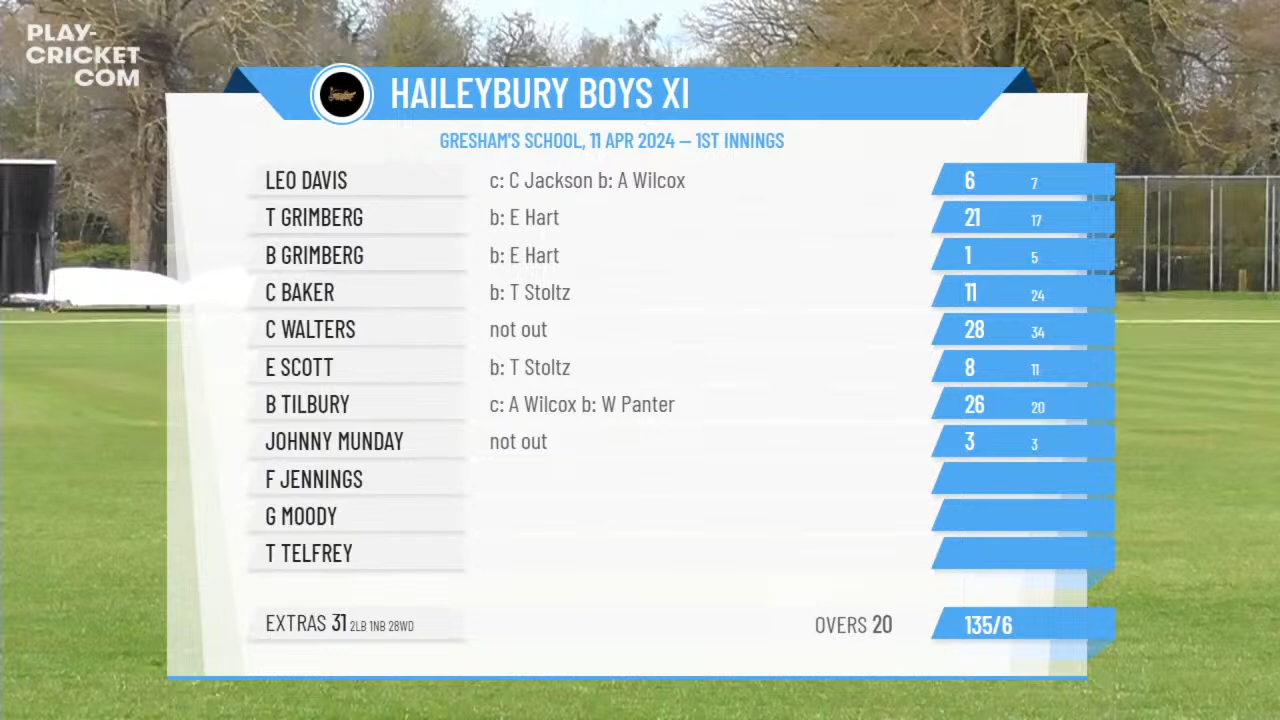 PLAY-
CRICKET
COM
HAILEYBURY BOYS XI
GRESHAM'S SCHOOL, 11 APR 2024 – 1ST INNINGS
LEO DAVIS c: C Jackson b: A Wilcox 6 7
T GRIMBERG b: E Hart 21 17
B GRIMBERG b: E Hart 1 5
C BAKER b: T Stoltz 11 24
C WALTERS not out 28 34
E SCOTT b: T Stoltz 8 11
B TILBURY c: A Wilcox b: W Panter 26 20
JOHNNY MUNDAY not out 3 3
F JENNINGS
G MOODY
T TELFREY
EXTRAS 31 2LB 1NB 28WD OVERS 20 135/6